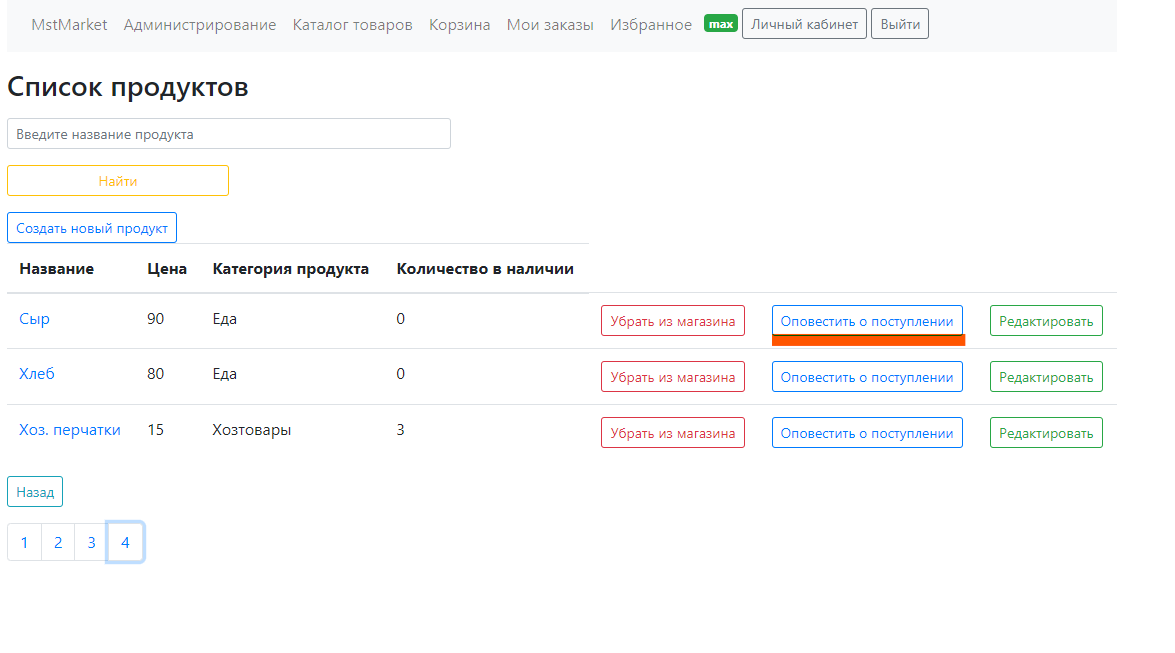 MstMarket Администрирование Каталог товаров Корзина Мои заказы Избранное max Личный кабинет Выйти
Список продуктов
Введите название продукта
Найти
Создать новый продукт
Название Цена Категория продукта Количество в наличии
Сыр 90 Еда 0 Убрать из магазина Оповестить о поступлении Редактировать
Хлеб 80 Еда 0 Убрать из магазина Оповестить о поступлении Редактировать
Хоз. перчатки 15 Хозтовары 3 Убрать из магазина Оповестить о поступлении Редактировать
Назад
1 2 3 4